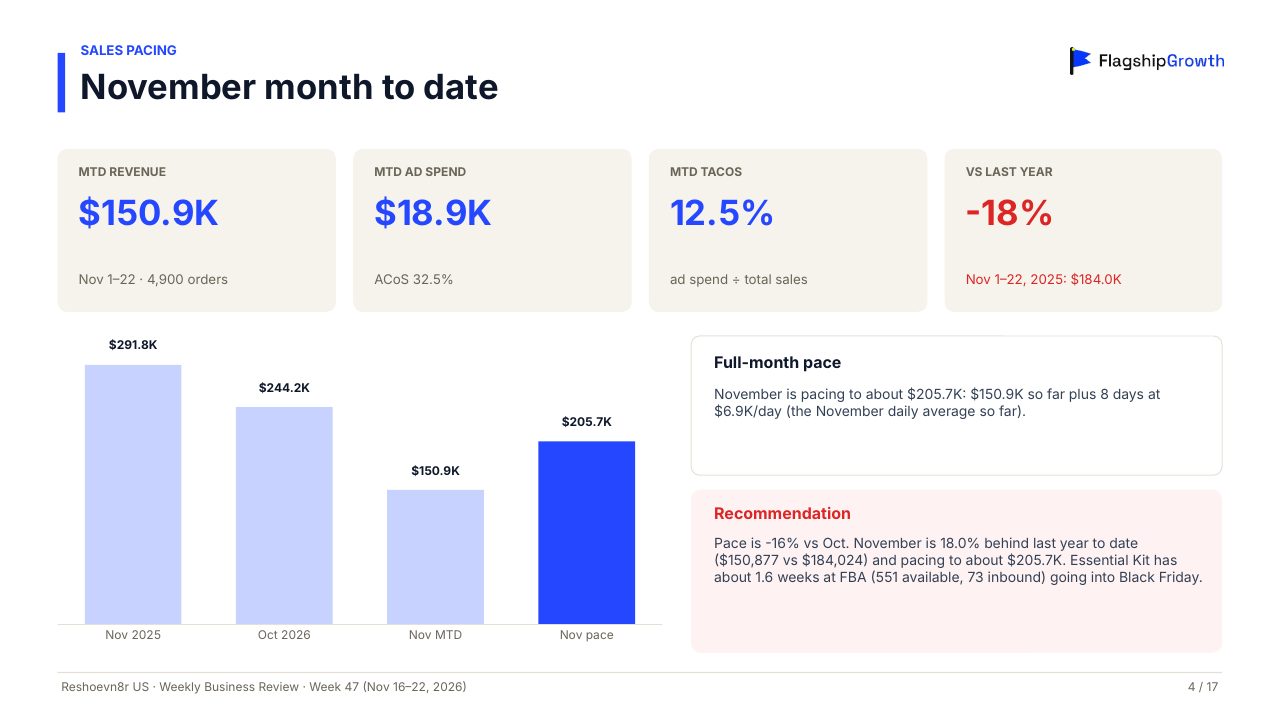 SALES PACING
November month to date
FlagshipGrowth
MTD REVENUE
$150.9K
Nov 1–22 · 4,900 orders
MTD AD SPEND
$18.9K
ACoS 32.5%
MTD TACOS
12.5%
ad spend ÷ total sales
VS LAST YEAR
-18%
Nov 1–22, 2025: $184.0K
$291.8K
$244.2K
$150.9K
$205.7K
Nov 2025
Oct 2026
Nov MTD
Nov pace
Full-month pace
November is pacing to about $205.7K: $150.9K so far plus 8 days at
$6.9K/day (the November daily average so far).
Recommendation
Pace is -16% vs Oct. November is 18.0% behind last year to date
($150,877 vs $184,024) and pacing to about $205.7K. Essential Kit has
about 1.6 weeks at FBA (551 available, 73 inbound) going into Black Friday.
Reshoevn8r US · Weekly Business Review · Week 47 (Nov 16–22, 2026)
4 / 17